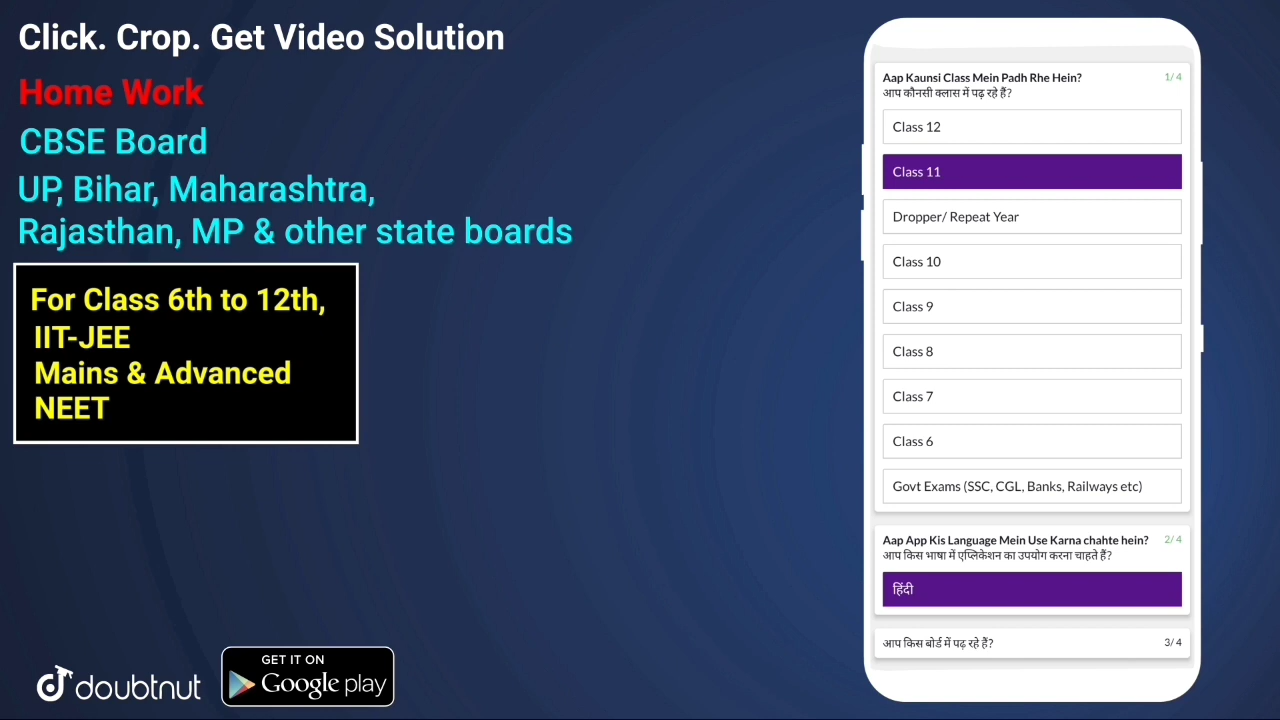 Click. Crop. Get Video Solution
Home Work
CBSE Board
UP, Bihar, Maharashtra,
Rajasthan, MP & other state boards
For Class 6th to 12th,
IIT-JEE
Mains & Advanced
NEET
doubtnut
GET IT ON
Google play
Aap Kaunsi Class Mein Padh Rhe Hein? 1/4
आप कौनसी क्लास में पढ़ रहे हैं?
Class 12
Class 11
Dropper/ Repeat Year
Class 10
Class 9
Class 8
Class 7
Class 6
Govt Exams (SSC, CGL, Banks, Railways etc)
Aap App Kis Language Mein Use Karna chahte hein? 2/4
आप किस भाषा में एप्लिकेशन का उपयोग करना चाहते हैं?
हिंदी
आप किस बोर्ड में पढ़ रहे हैं? 3/4